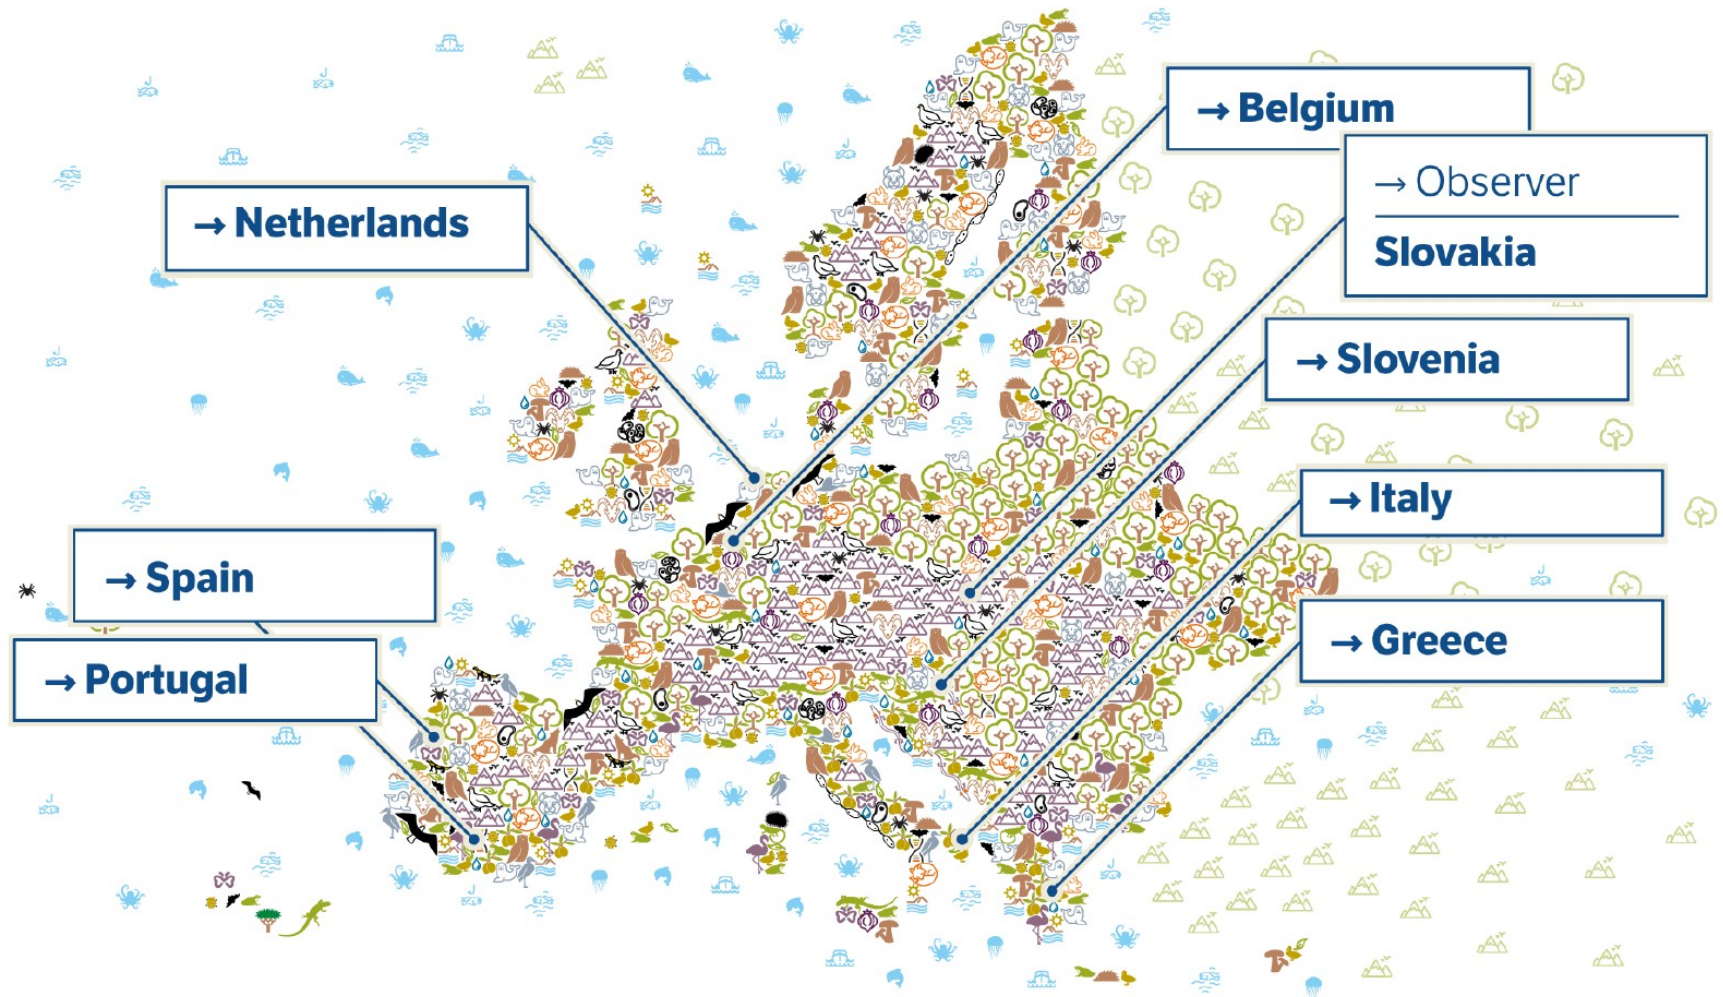 → Belgium
→ Observer
Slovakia
→ Netherlands
→ Slovenia
→ Italy
→ Spain
→ Greece
→ Portugal